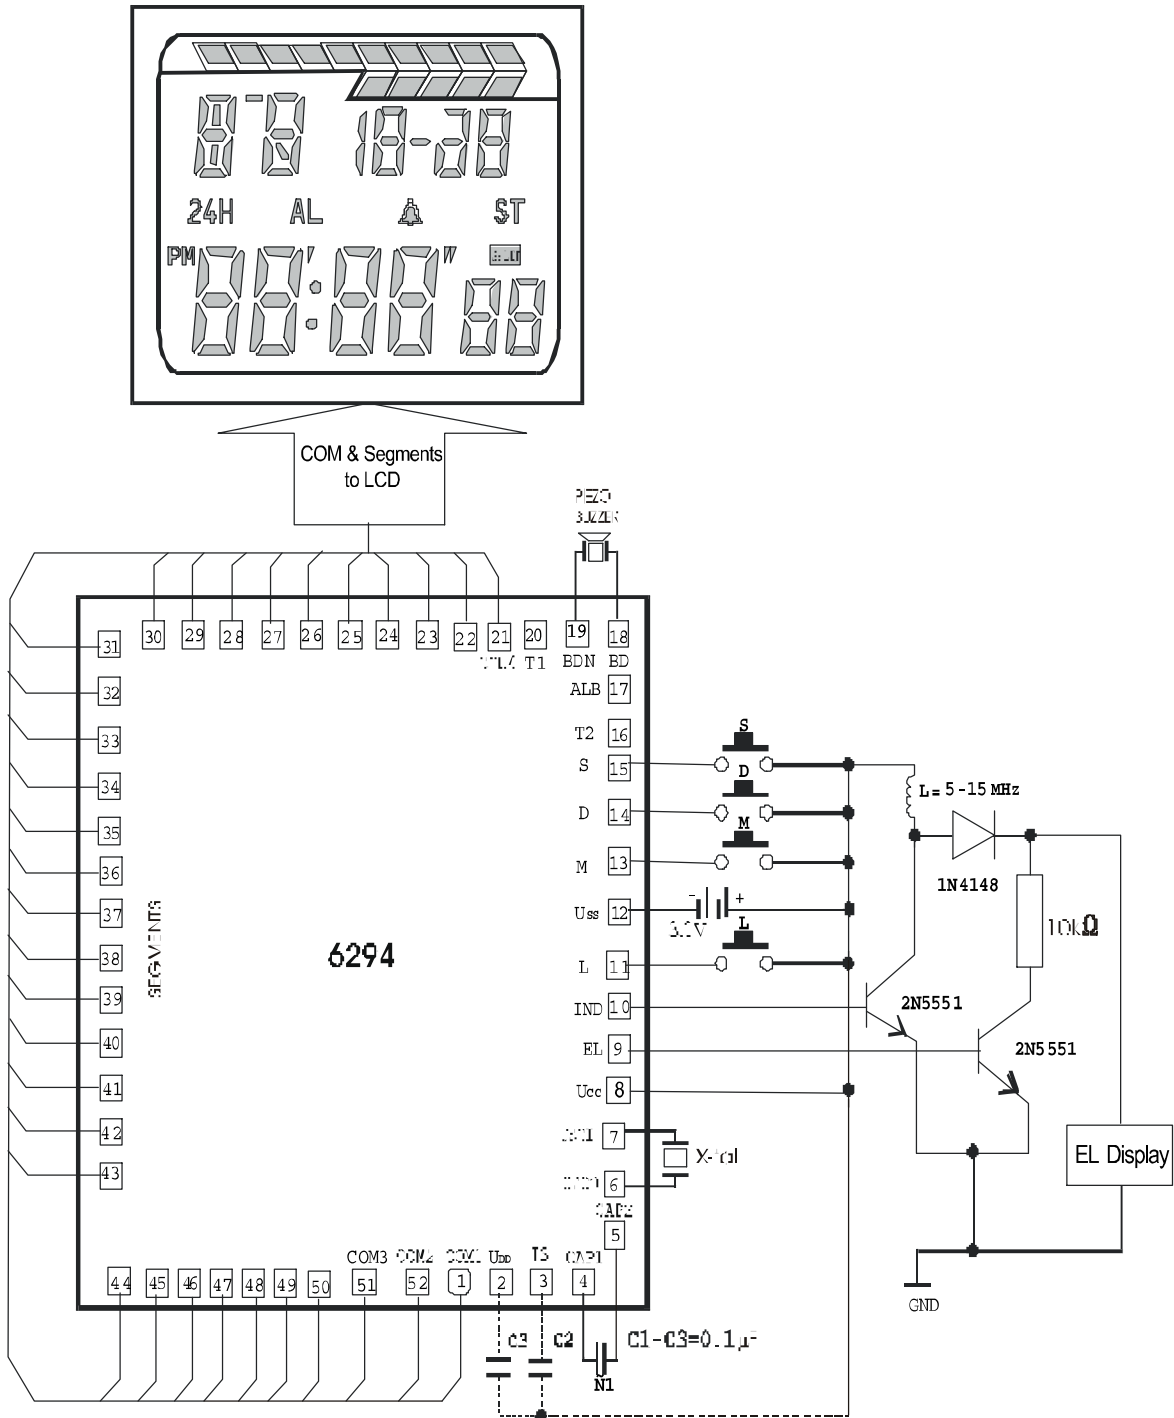 24H AL ST
PM
COM & Segments
to LCD
PIEZO
BUZZER
30 29 28 27 26 25 24 23 22 21 20 19 18
T1 BDN BD
31
32
33
34
35
36
37
38
39
40
41
42
43
SEGMENTS
6294
ALB 17
T2 16
S 15
D 14
M 13
Uss 12
L 11
IND 10
EL 9
Ucc 8
7
6
CAP2
5
S
D
M
- +
3.0V
L
X-tal
L = 5-15 MHz
1N4148
10kΩ
2N5551
2N5551
EL Display
GND
COM3 COM2 COM1 UDD TS CAP1
44 45 46 47 48 49 50 51 52 1 2 3 4
C3 C2 C1-C3=0.1µF
N1